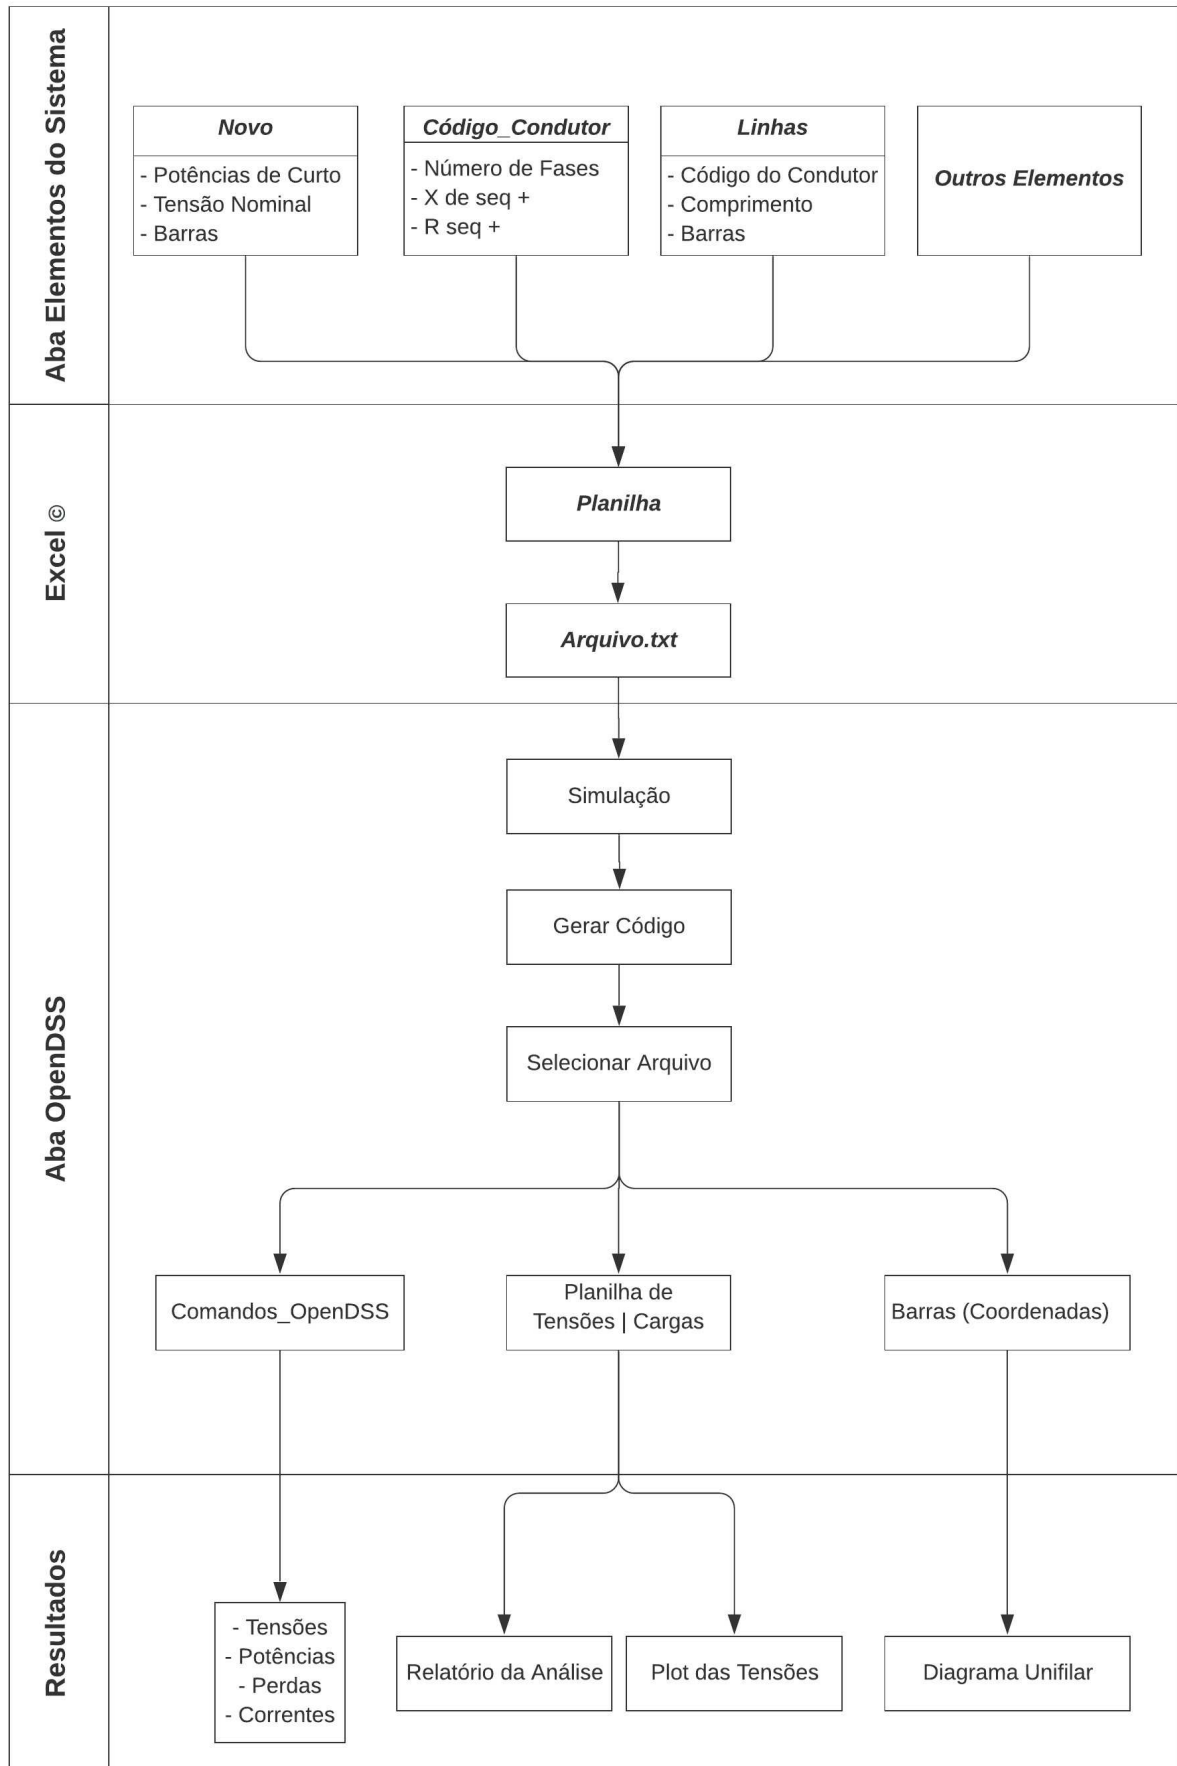 Aba Elementos do Sistema
Novo
- Potências de Curto
- Tensão Nominal
- Barras
Código_Condutor
- Número de Fases
- X de seq +
- R seq +
Linhas
- Código do Condutor
- Comprimento
- Barras
Outros Elementos
Excel ©
Planilha
Arquivo.txt
Aba OpenDSS
Simulação
Gerar Código
Selecionar Arquivo
Comandos_OpenDSS
Planilha de
Tensões | Cargas
Barras (Coordenadas)
Resultados
- Tensões
- Potências
- Perdas
- Correntes
Relatório da Análise
Plot das Tensões
Diagrama Unifilar